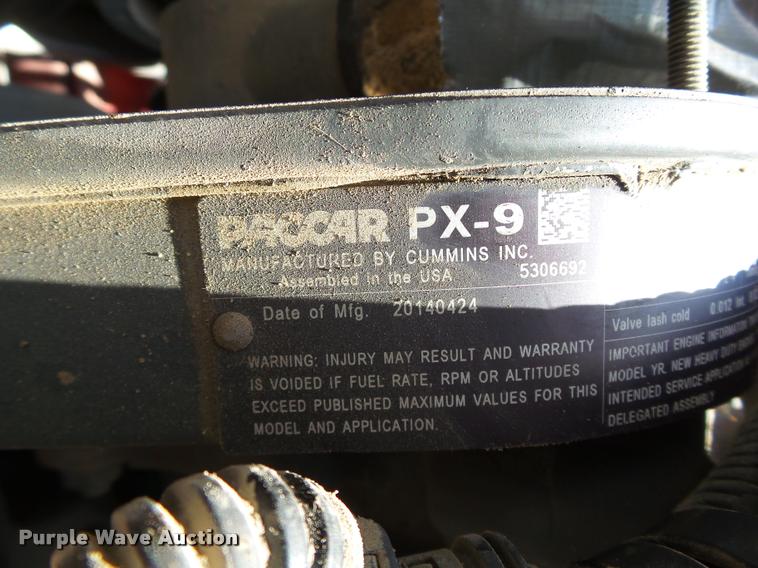 PACCAR PX-9
MANUFACTURED BY CUMMINS INC.
Assembled in the USA 5306692
Date of Mfg. 20140424
WARNING: INJURY MAY RESULT AND WARRANTY
IS VOIDED IF FUEL RATE, RPM OR ALTITUDES
EXCEED PUBLISHED MAXIMUM VALUES FOR THIS
MODEL AND APPLICATION.
Valve lash cold 0.012 Int.
IMPORTANT ENGINE INFORMATION
MODEL YR. NEW HEAVY DUTY
INTENDED SERVICE APPLICATION
DELEGATED ASSEMBLY
Purple Wave Auction